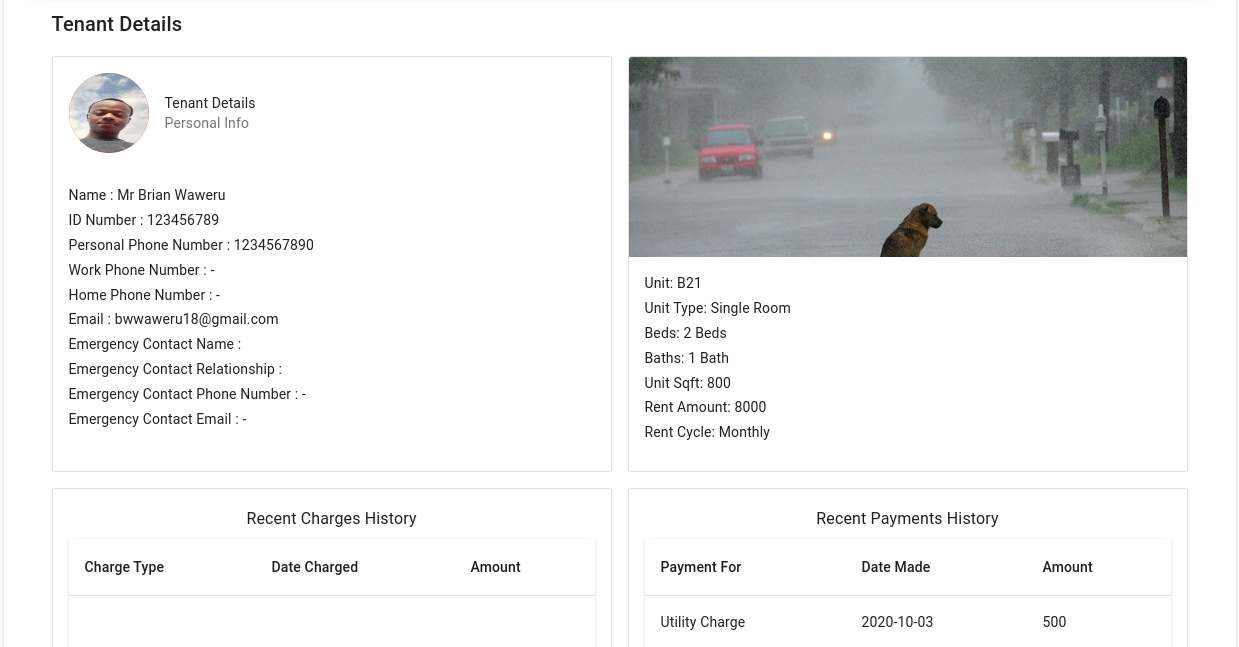 Tenant Details
Tenant Details
Personal Info
Name : Mr Brian Waweru
ID Number : 123456789
Personal Phone Number : 1234567890
Work Phone Number : -
Home Phone Number : -
Email : bwwaweru18@gmail.com
Emergency Contact Name :
Emergency Contact Relationship :
Emergency Contact Phone Number : -
Emergency Contact Email : -
Unit: B21
Unit Type: Single Room
Beds: 2 Beds
Baths: 1 Bath
Unit Sqft: 800
Rent Amount: 8000
Rent Cycle: Monthly
Recent Charges History
Charge Type Date Charged Amount
Recent Payments History
Payment For Date Made Amount
Utility Charge 2020-10-03 500